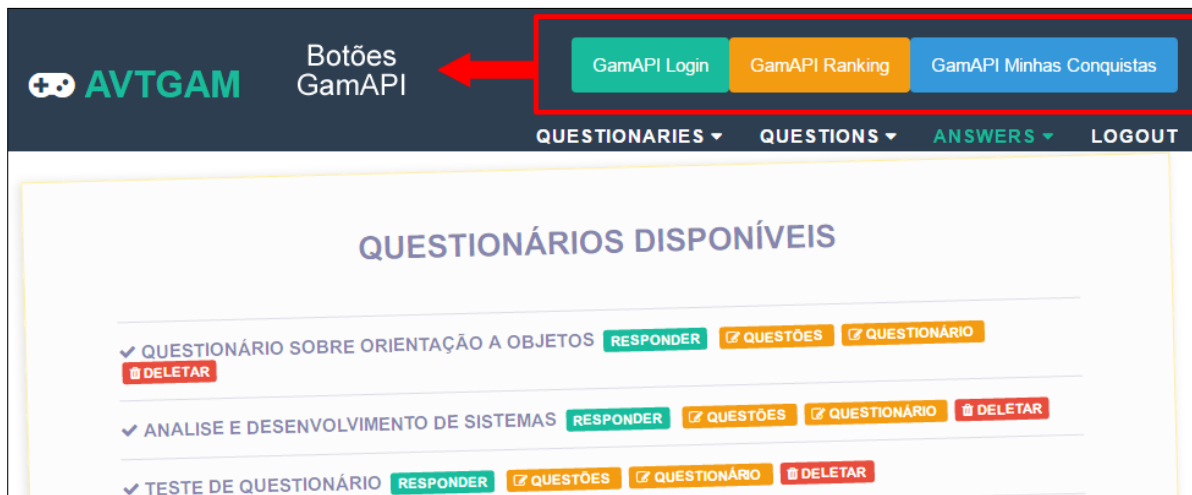 AVTGAM
Botões
GamAPI
GamAPI Login
GamAPI Ranking
GamAPI Minhas Conquistas
QUESTIONARIES
QUESTIONS
ANSWERS
LOGOUT
QUESTIONÁRIOS DISPONÍVEIS
QUESTIONÁRIO SOBRE ORIENTAÇÃO A OBJETOS RESPONDER QUESTÕES QUESTIONÁRIO
DELETAR
ANALISE E DESENVOLVIMENTO DE SISTEMAS RESPONDER QUESTÕES QUESTIONÁRIO DELETAR
TESTE DE QUESTIONÁRIO RESPONDER QUESTÕES QUESTIONÁRIO DELETAR